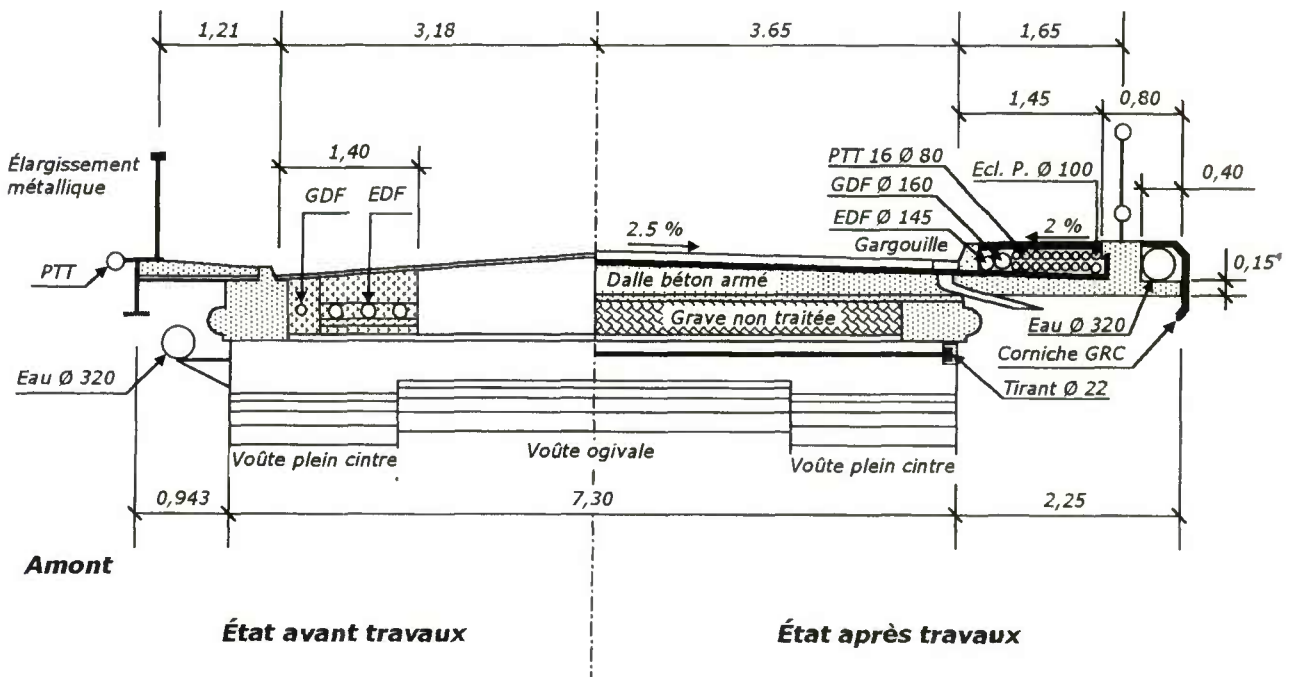 1,21
3,18
3.65
1,65
1,45
0,80
1,40
Élargissement
métallique
PTT 16 Ø 80
Ecl. P. Ø 100
0,40
GDF
EDF
GDF Ø 160
EDF Ø 145
2.5 %
2 %
Gargouille
PTT
Dalle béton armé
0,15⁴
Grave non traitée
Eau Ø 320
Corniche GRC
Eau Ø 320
Tirant Ø 22
Voûte plein cintre
Voûte ogivale
Voûte plein cintre
0,943
7,30
2,25
Amont
État avant travaux
État après travaux